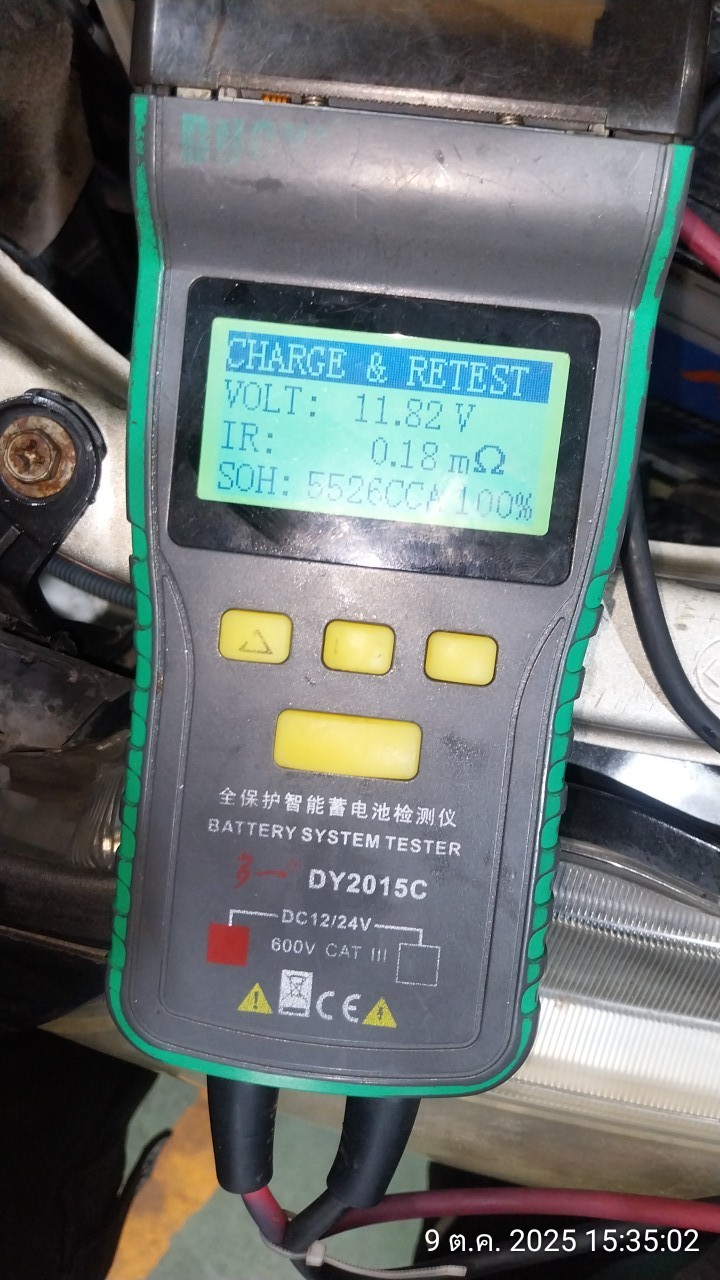 CHARGE & RETEST
VOLT: 11.82 V
IR: 0.18 mΩ
SOH: 5526CCA 100%
全保护智能蓄电池检测仪
BATTERY SYSTEM TESTER
DY2015C
DC12/24V
600V CAT III
CE
9 ต.ค. 2025 15:35:02